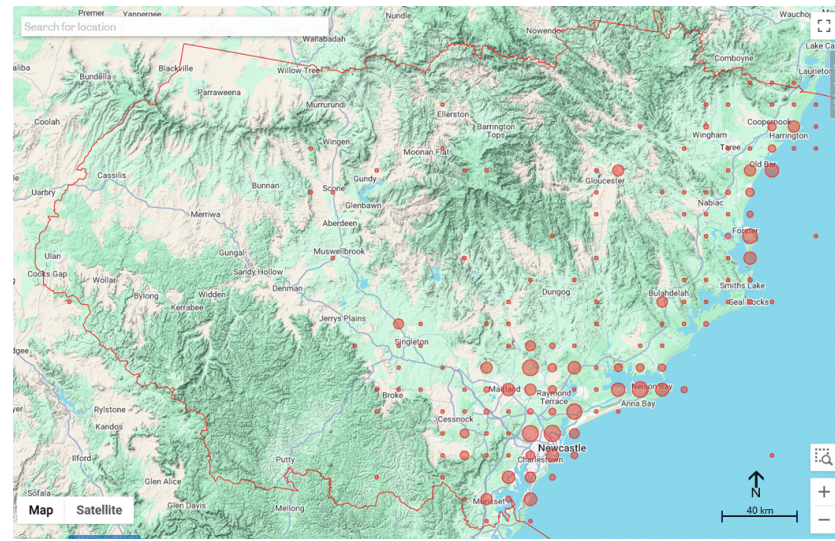 Premer
Yannergee
Nundle
Nowendoc
Wauchop
Search for location
Wallabadah
Lake Ca
Blackville
Willow Tree
Comboyne
Laurieton
Bundella
Parraweena
Murrurundi
Ellerston
Coolah
Barrington
Tops
Coopernook
Wingen
Wingham
Harrington
Moonan Flat
Taree
Cassilis
Gundy
Gloucester
Old Bar
Uarbry
Bunnan
Scone
Glenbawn
Nabiac
Merriwa
Aberdeen
Forster
Ulan
Gungal
Muswellbrook
Cooks Gap
Sandy Hollow
Wollar
Denman
Dungog
Smiths Lake
Bylong
Widden
Bulahdelah
Kerrabee
Seal Rocks
Jerrys Plains
Singleton
dgee
Maitland
Nelson Bay
Broke
Raymond
Terrace
Anna Bay
Rylstone
Cessnock
Kandos
Newcastle
Ilford
Putty
Charlestown
Glen Alice
N
Sofala
Morisset
Map
Satellite
Glen Davis
Mellong
40 km